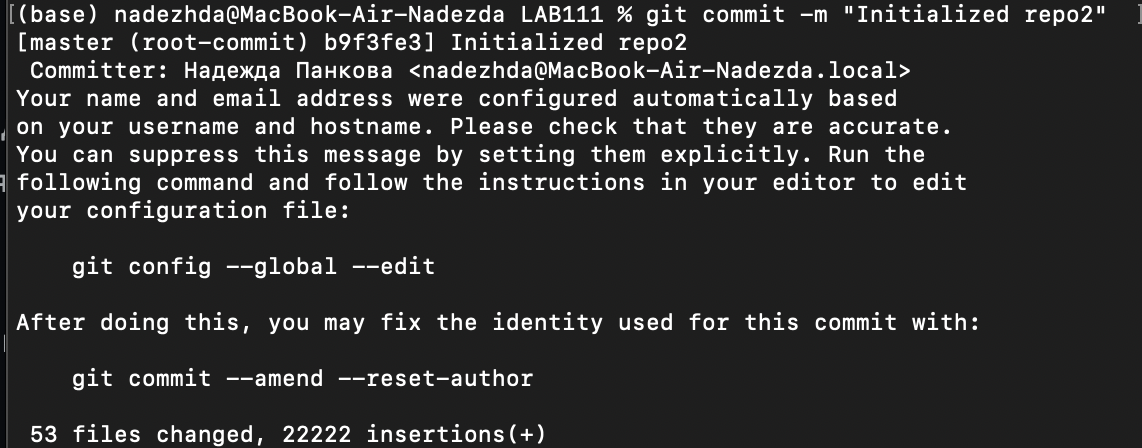 [(base) nadezhda@MacBook-Air-Nadezda LAB111 % git commit -m "Initialized repo2" ]
[master (root-commit) b9f3fe3] Initialized repo2
Committer: Надежда Панкова <nadezhda@MacBook-Air-Nadezda.local>
Your name and email address were configured automatically based
on your username and hostname. Please check that they are accurate.
You can suppress this message by setting them explicitly. Run the
following command and follow the instructions in your editor to edit
your configuration file:
git config --global --edit
After doing this, you may fix the identity used for this commit with:
git commit --amend --reset-author
53 files changed, 22222 insertions(+)